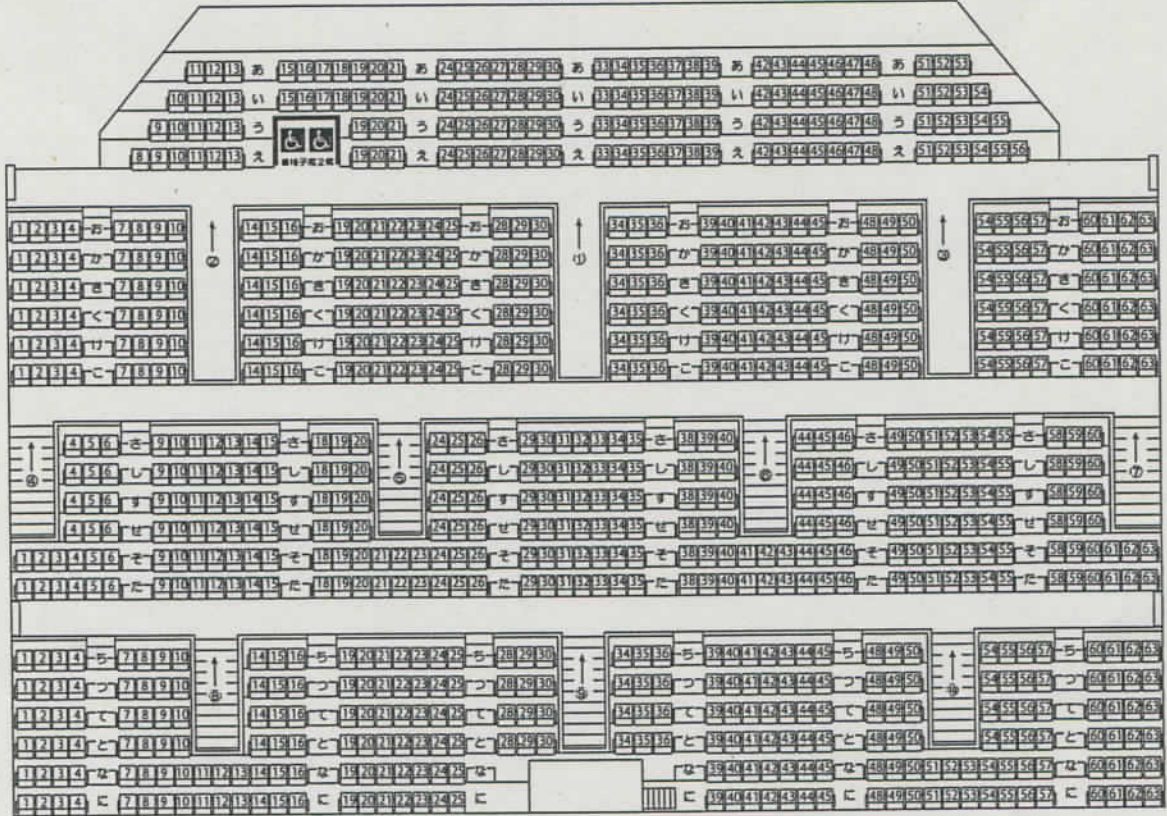 11 12 13 あ 15 16 17 18 19 20 21 あ 24 25 26 27 28 29 30 あ 33 34 35 36 37 38 39 あ 42 43 44 45 46 47 48 あ 51 52 53
10 11 12 13 い 15 16 17 18 19 20 21 い 24 25 26 27 28 29 30 い 33 34 35 36 37 38 39 い 42 43 44 45 46 47 48 い 51 52 53 54
9 10 11 12 13 う 19 20 21 う 24 25 26 27 28 29 30 う 33 34 35 36 37 38 39 う 42 43 44 45 46 47 48 う 51 52 53 54 55
8 9 10 11 12 13 え 19 20 21 え 24 25 26 27 28 29 30 え 33 34 35 36 37 38 39 え 42 43 44 45 46 47 48 え 51 52 53 54 55 56
1 2 3 4 お 7 8 9 10 14 15 16 お 19 20 21 22 23 24 25 お 28 29 30 34 35 36 お 39 40 41 42 43 44 45 お 48 49 50 54 55 56 57 お 60 61 62 63
1 2 3 4 か 7 8 9 10 ② 14 15 16 か 19 20 21 22 23 24 25 か 28 29 30 ① 34 35 36 か 39 40 41 42 43 44 45 か 48 49 50 ③ 54 55 56 57 か 60 61 62 63
1 2 3 4 き 7 8 9 10 14 15 16 き 19 20 21 22 23 24 25 き 28 29 30 34 35 36 き 39 40 41 42 43 44 45 き 48 49 50 54 55 56 57 き 60 61 62 63
1 2 3 4 く 7 8 9 10 14 15 16 く 19 20 21 22 23 24 25 く 28 29 30 34 35 36 く 39 40 41 42 43 44 45 く 48 49 50 54 55 56 57 く 60 61 62 63
1 2 3 4 け 7 8 9 10 14 15 16 け 19 20 21 22 23 24 25 け 28 29 30 34 35 36 け 39 40 41 42 43 44 45 け 48 49 50 54 55 56 57 け 60 61 62 63
1 2 3 4 こ 7 8 9 10 14 15 16 こ 19 20 21 22 23 24 25 こ 28 29 30 34 35 36 こ 39 40 41 42 43 44 45 こ 48 49 50 54 55 56 57 こ 60 61 62 63
4 5 6 さ 9 10 11 12 13 14 15 さ 18 19 20 24 25 26 さ 29 30 31 32 33 34 35 さ 38 39 40 44 45 46 さ 49 50 51 52 53 54 55 さ 58 59 60
④ 4 5 6 し 9 10 11 12 13 14 15 し 18 19 20 ⑤ 24 25 26 し 29 30 31 32 33 34 35 し 38 39 40 ⑥ 44 45 46 し 49 50 51 52 53 54 55 し 58 59 60 ⑦
4 5 6 す 9 10 11 12 13 14 15 す 18 19 20 24 25 26 す 29 30 31 32 33 34 35 す 38 39 40 44 45 46 す 49 50 51 52 53 54 55 す 58 59 60
4 5 6 せ 9 10 11 12 13 14 15 せ 18 19 20 24 25 26 せ 29 30 31 32 33 34 35 せ 38 39 40 44 45 46 せ 49 50 51 52 53 54 55 せ 58 59 60
1 2 3 4 5 6 そ 9 10 11 12 13 14 15 そ 18 19 20 21 22 23 24 25 26 そ 29 30 31 32 33 34 35 そ 38 39 40 41 42 43 44 45 46 そ 49 50 51 52 53 54 55 そ 58 59 60 61 62 63
1 2 3 4 5 6 た 9 10 11 12 13 14 15 た 18 19 20 21 22 23 24 25 26 た 29 30 31 32 33 34 35 た 38 39 40 41 42 43 44 45 46 た 49 50 51 52 53 54 55 た 58 59 60 61 62 63
1 2 3 4 ち 7 8 9 10 14 15 16 ち 19 20 21 22 23 24 25 ち 28 29 30 34 35 36 ち 39 40 41 42 43 44 45 ち 48 49 50 54 55 56 57 ち 60 61 62 63
1 2 3 4 つ 7 8 9 10 ⑧ 14 15 16 つ 19 20 21 22 23 24 25 つ 28 29 30 ⑨ 34 35 36 つ 39 40 41 42 43 44 45 つ 48 49 50 ⑩ 54 55 56 57 つ 60 61 62 63
1 2 3 4 て 7 8 9 10 14 15 16 て 19 20 21 22 23 24 25 て 28 29 30 34 35 36 て 39 40 41 42 43 44 45 て 48 49 50 54 55 56 57 て 60 61 62 63
1 2 3 4 と 7 8 9 10 14 15 16 と 19 20 21 22 23 24 25 と 28 29 30 34 35 36 と 39 40 41 42 43 44 45 と 48 49 50 54 55 56 57 と 60 61 62 63
1 2 3 4 な 7 8 9 10 11 12 13 14 15 16 な 19 20 21 22 23 24 25 な な 39 40 41 42 43 44 45 な 48 49 50 51 52 53 54 55 56 57 な 60 61 62 63
1 2 3 4 に 7 8 9 10 11 12 13 14 15 16 に 19 20 21 22 23 24 25 に に 39 40 41 42 43 44 45 に 48 49 50 51 52 53 54 55 56 57 に 60 61 62 63